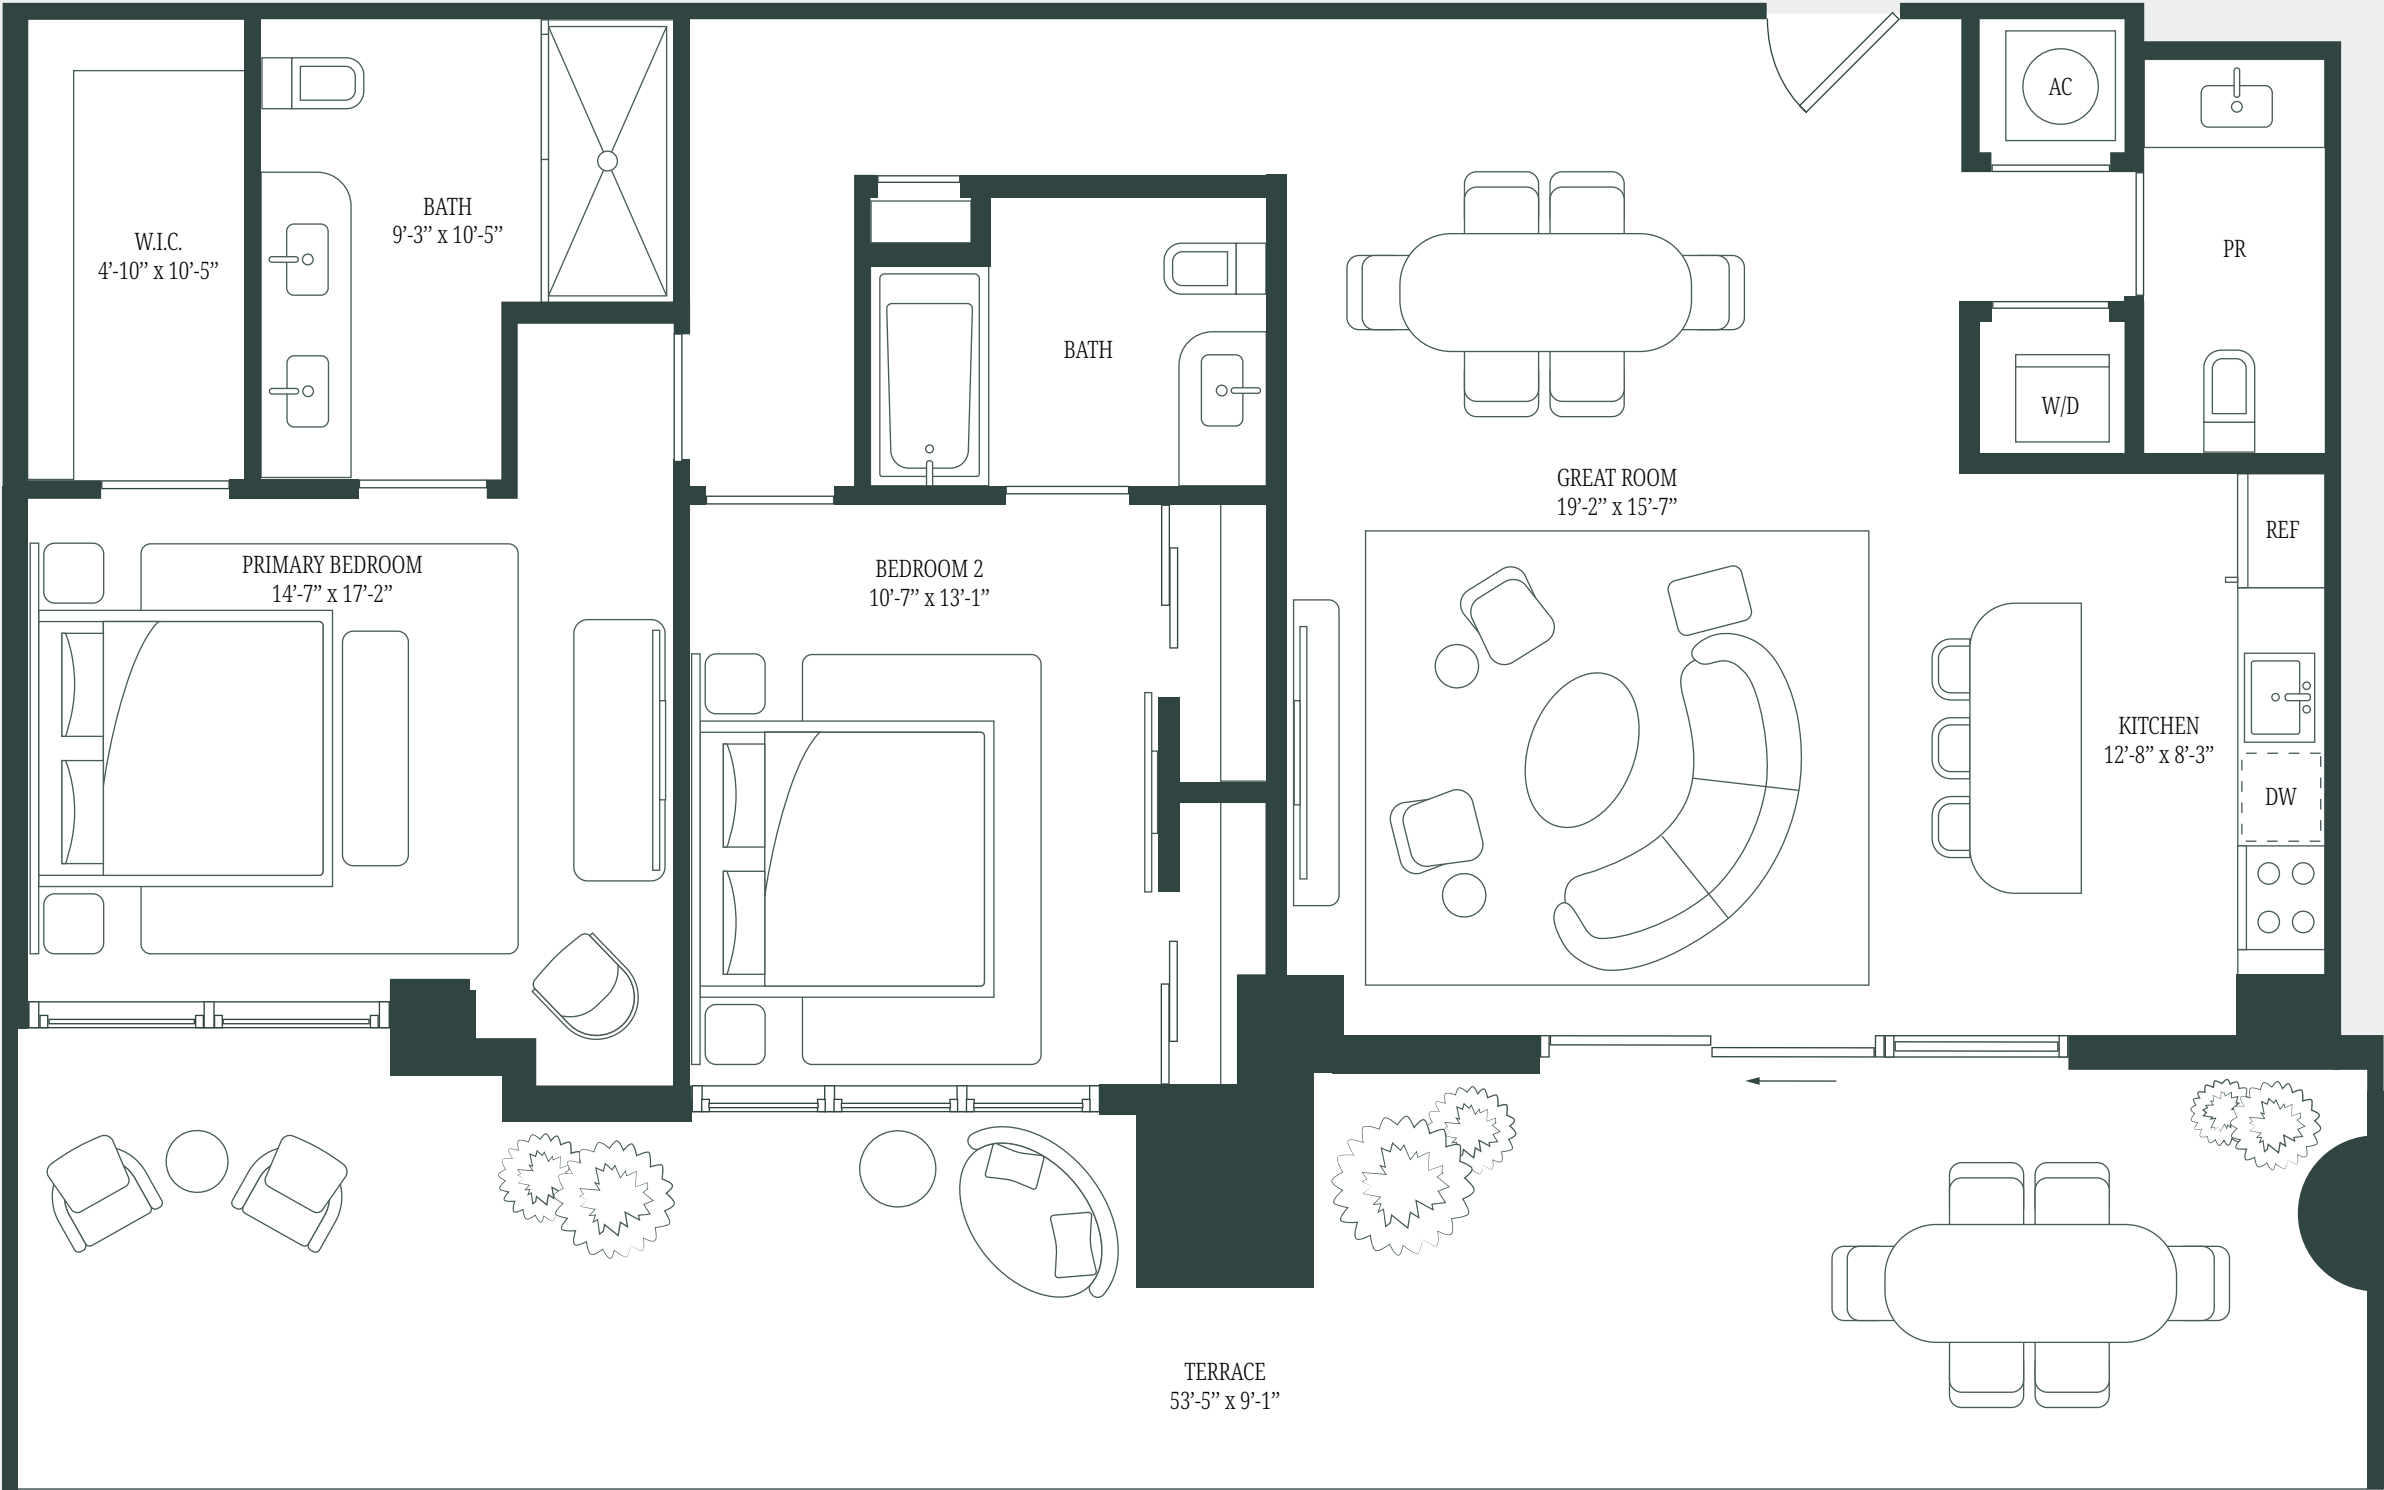 AC
BATH
9’-3” x 10’-5”
W.I.C.
4’-10” x 10’-5”
PR
BATH
W/D
GREAT ROOM
19’-2” x 15’-7”
REF
PRIMARY BEDROOM
14’-7” x 17’-2”
BEDROOM 2
10’-7” x 13’-1”
KITCHEN
12’-8” x 8’-3”
DW
TERRACE
53’-5” x 9’-1”